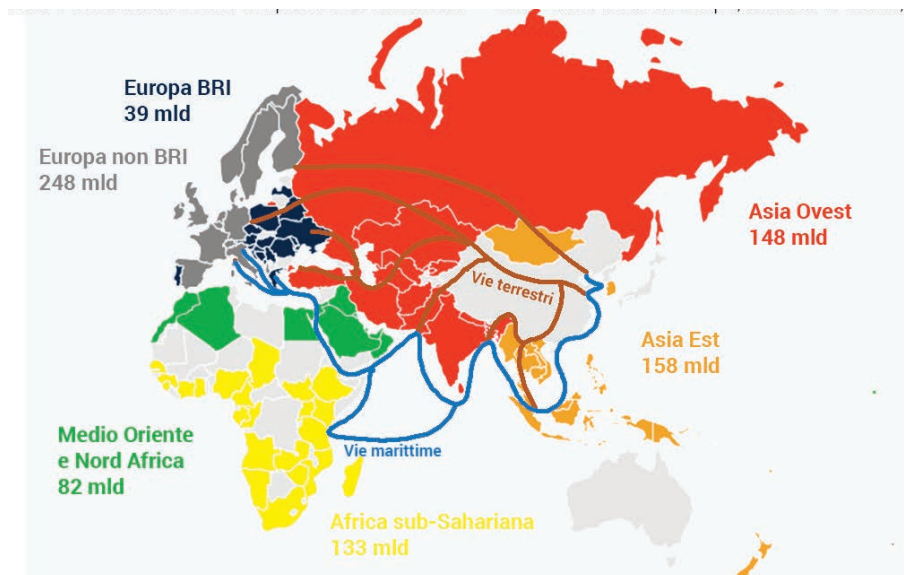 Europa BRI
39 mld
Europa non BRI
248 mld
Asia Ovest
148 mld
Vie terrestri
Asia Est
158 mld
Medio Oriente
e Nord Africa
82 mld
Vie marittime
Africa sub-Sahariana
133 mld